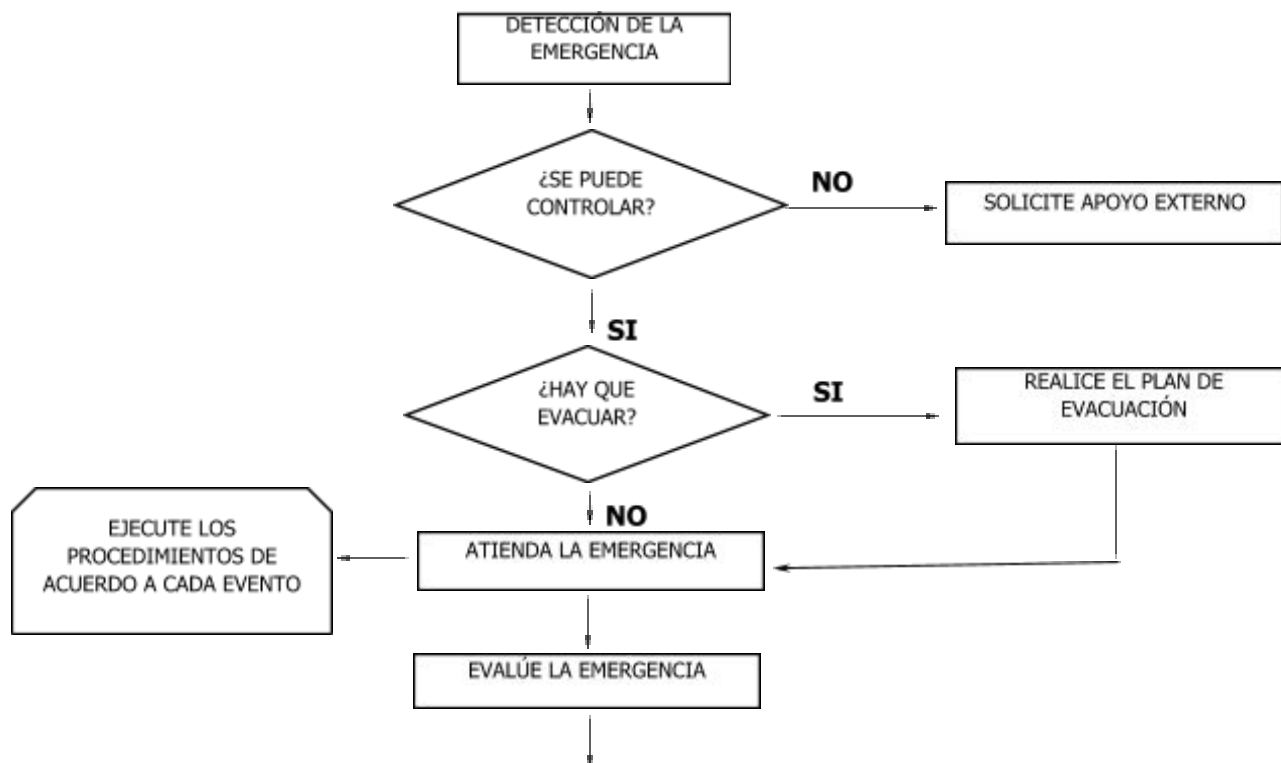 DETECCIÓN DE LA
EMERGENCIA
¿SE PUEDE
CONTROLAR?
NO
SOLICITE APOYO EXTERNO
SI
¿HAY QUE
EVACUAR?
SI
REALICE EL PLAN DE
EVACUACIÓN
NO
EJECUTE LOS
PROCEDIMIENTOS DE
ACUERDO A CADA EVENTO
ATIENDA LA EMERGENCIA
EVALÚE LA EMERGENCIA